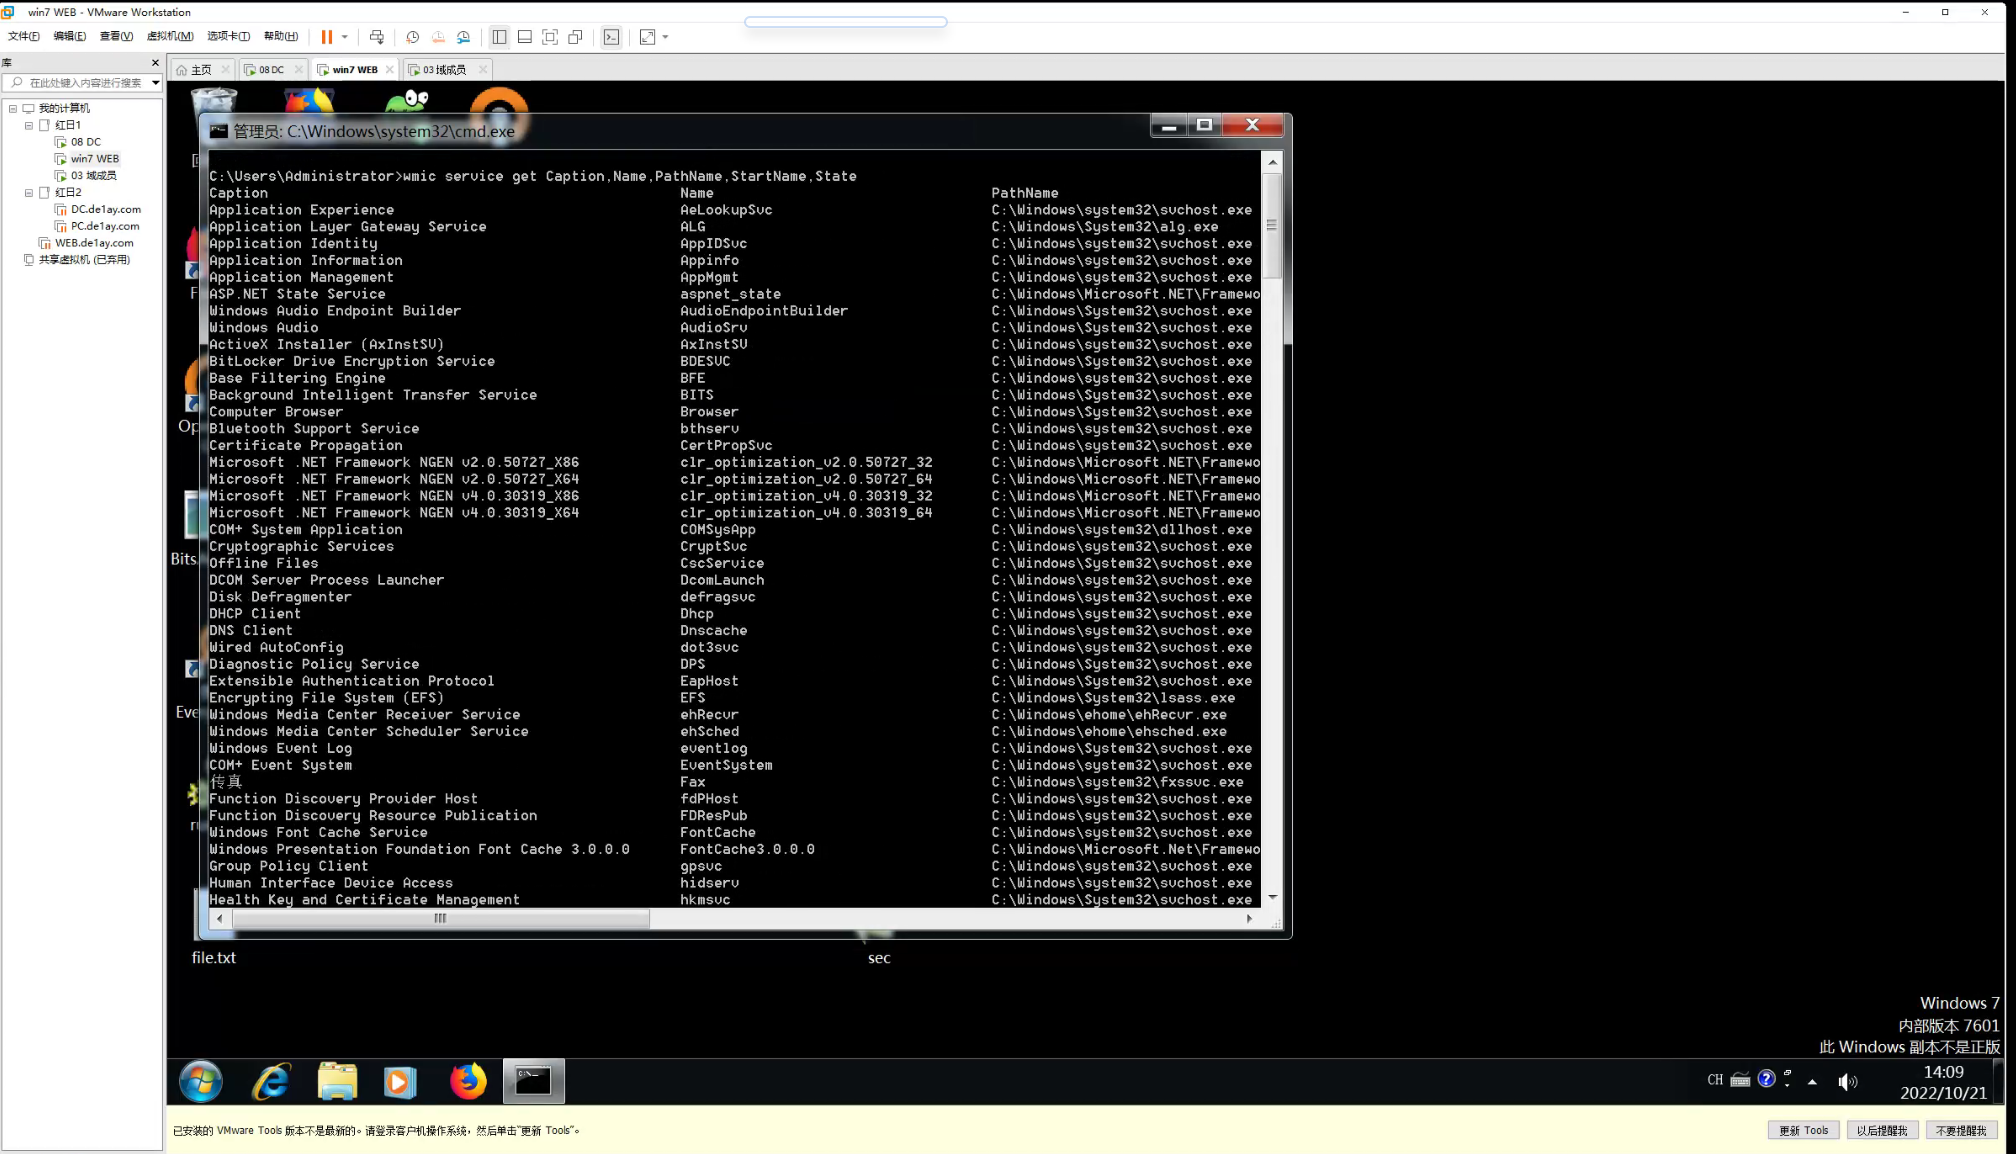 win7 WEB - VMware Workstation
文件(F) 编辑(E) 查看(V) 虚拟机(M) 选项卡(T) 帮助(H)
库
在此处键入内容进行搜索
主页 08 DC win7 WEB 03 域成员
我的计算机
红日1
08 DC
win7 WEB
03 域成员
红日2
DC.de1ay.com
PC.de1ay.com
WEB.de1ay.com
共享虚拟机 (已弃用)
管理员: C:\Windows\system32\cmd.exe
C:\Users\Administrator>wmic service get Caption,Name,PathName,StartName,State
Caption Name PathName
Application Experience AeLookupSvc C:\Windows\system32\svchost.exe
Application Layer Gateway Service ALG C:\Windows\System32\alg.exe
Application Identity AppIDSvc C:\Windows\system32\svchost.exe
Application Information Appinfo C:\Windows\system32\svchost.exe
Application Management AppMgmt C:\Windows\system32\svchost.exe
ASP.NET State Service aspnet_state C:\Windows\Microsoft.NET\Framewo
Windows Audio Endpoint Builder AudioEndpointBuilder C:\Windows\System32\svchost.exe
Windows Audio AudioSrv C:\Windows\System32\svchost.exe
ActiveX Installer (AxInstSV) AxInstSV C:\Windows\system32\svchost.exe
BitLocker Drive Encryption Service BDESVC C:\Windows\System32\svchost.exe
Base Filtering Engine BFE C:\Windows\system32\svchost.exe
Background Intelligent Transfer Service BITS C:\Windows\System32\svchost.exe
Computer Browser Browser C:\Windows\System32\svchost.exe
Bluetooth Support Service bthserv C:\Windows\system32\svchost.exe
Certificate Propagation CertPropSvc C:\Windows\system32\svchost.exe
Microsoft .NET Framework NGEN v2.0.50727_X86 clr_optimization_v2.0.50727_32 C:\Windows\Microsoft.NET\Framewo
Microsoft .NET Framework NGEN v2.0.50727_X64 clr_optimization_v2.0.50727_64 C:\Windows\Microsoft.NET\Framewo
Microsoft .NET Framework NGEN v4.0.30319_X86 clr_optimization_v4.0.30319_32 C:\Windows\Microsoft.NET\Framewo
Microsoft .NET Framework NGEN v4.0.30319_X64 clr_optimization_v4.0.30319_64 C:\Windows\Microsoft.NET\Framewo
COM+ System Application COMSysApp C:\Windows\system32\dllhost.exe
Cryptographic Services CryptSvc C:\Windows\system32\svchost.exe
Offline Files CscService C:\Windows\System32\svchost.exe
DCOM Server Process Launcher DcomLaunch C:\Windows\system32\svchost.exe
Disk Defragmenter defragsvc C:\Windows\system32\svchost.exe
DHCP Client Dhcp C:\Windows\system32\svchost.exe
DNS Client Dnscache C:\Windows\system32\svchost.exe
Wired AutoConfig dot3svc C:\Windows\system32\svchost.exe
Diagnostic Policy Service DPS C:\Windows\System32\svchost.exe
Extensible Authentication Protocol EapHost C:\Windows\System32\svchost.exe
Encrypting File System (EFS) EFS C:\Windows\System32\lsass.exe
Windows Media Center Receiver Service ehRecvr C:\Windows\ehome\ehRecvr.exe
Windows Media Center Scheduler Service ehSched C:\Windows\ehome\ehsched.exe
Windows Event Log eventlog C:\Windows\System32\svchost.exe
COM+ Event System EventSystem C:\Windows\system32\svchost.exe
传真 Fax C:\Windows\system32\fxssvc.exe
Function Discovery Provider Host fdPHost C:\Windows\system32\svchost.exe
Function Discovery Resource Publication FDResPub C:\Windows\system32\svchost.exe
Windows Font Cache Service FontCache C:\Windows\system32\svchost.exe
Windows Presentation Foundation Font Cache 3.0.0.0 FontCache3.0.0.0 C:\Windows\Microsoft.Net\Framewo
Group Policy Client gpsvc C:\Windows\system32\svchost.exe
Human Interface Device Access hidserv C:\Windows\system32\svchost.exe
Health Key and Certificate Management hkmsvc C:\Windows\System32\svchost.exe
F
Op
Bits.
Eve
file.txt
sec
Windows 7
内部版本 7601
此 Windows 副本不是正版
CH
14:09
2022/10/21
已安装的 VMware Tools 版本不是最新的。请登录客户机操作系统，然后单击“更新 Tools”。
更新 Tools 以后提醒我 不要提醒我